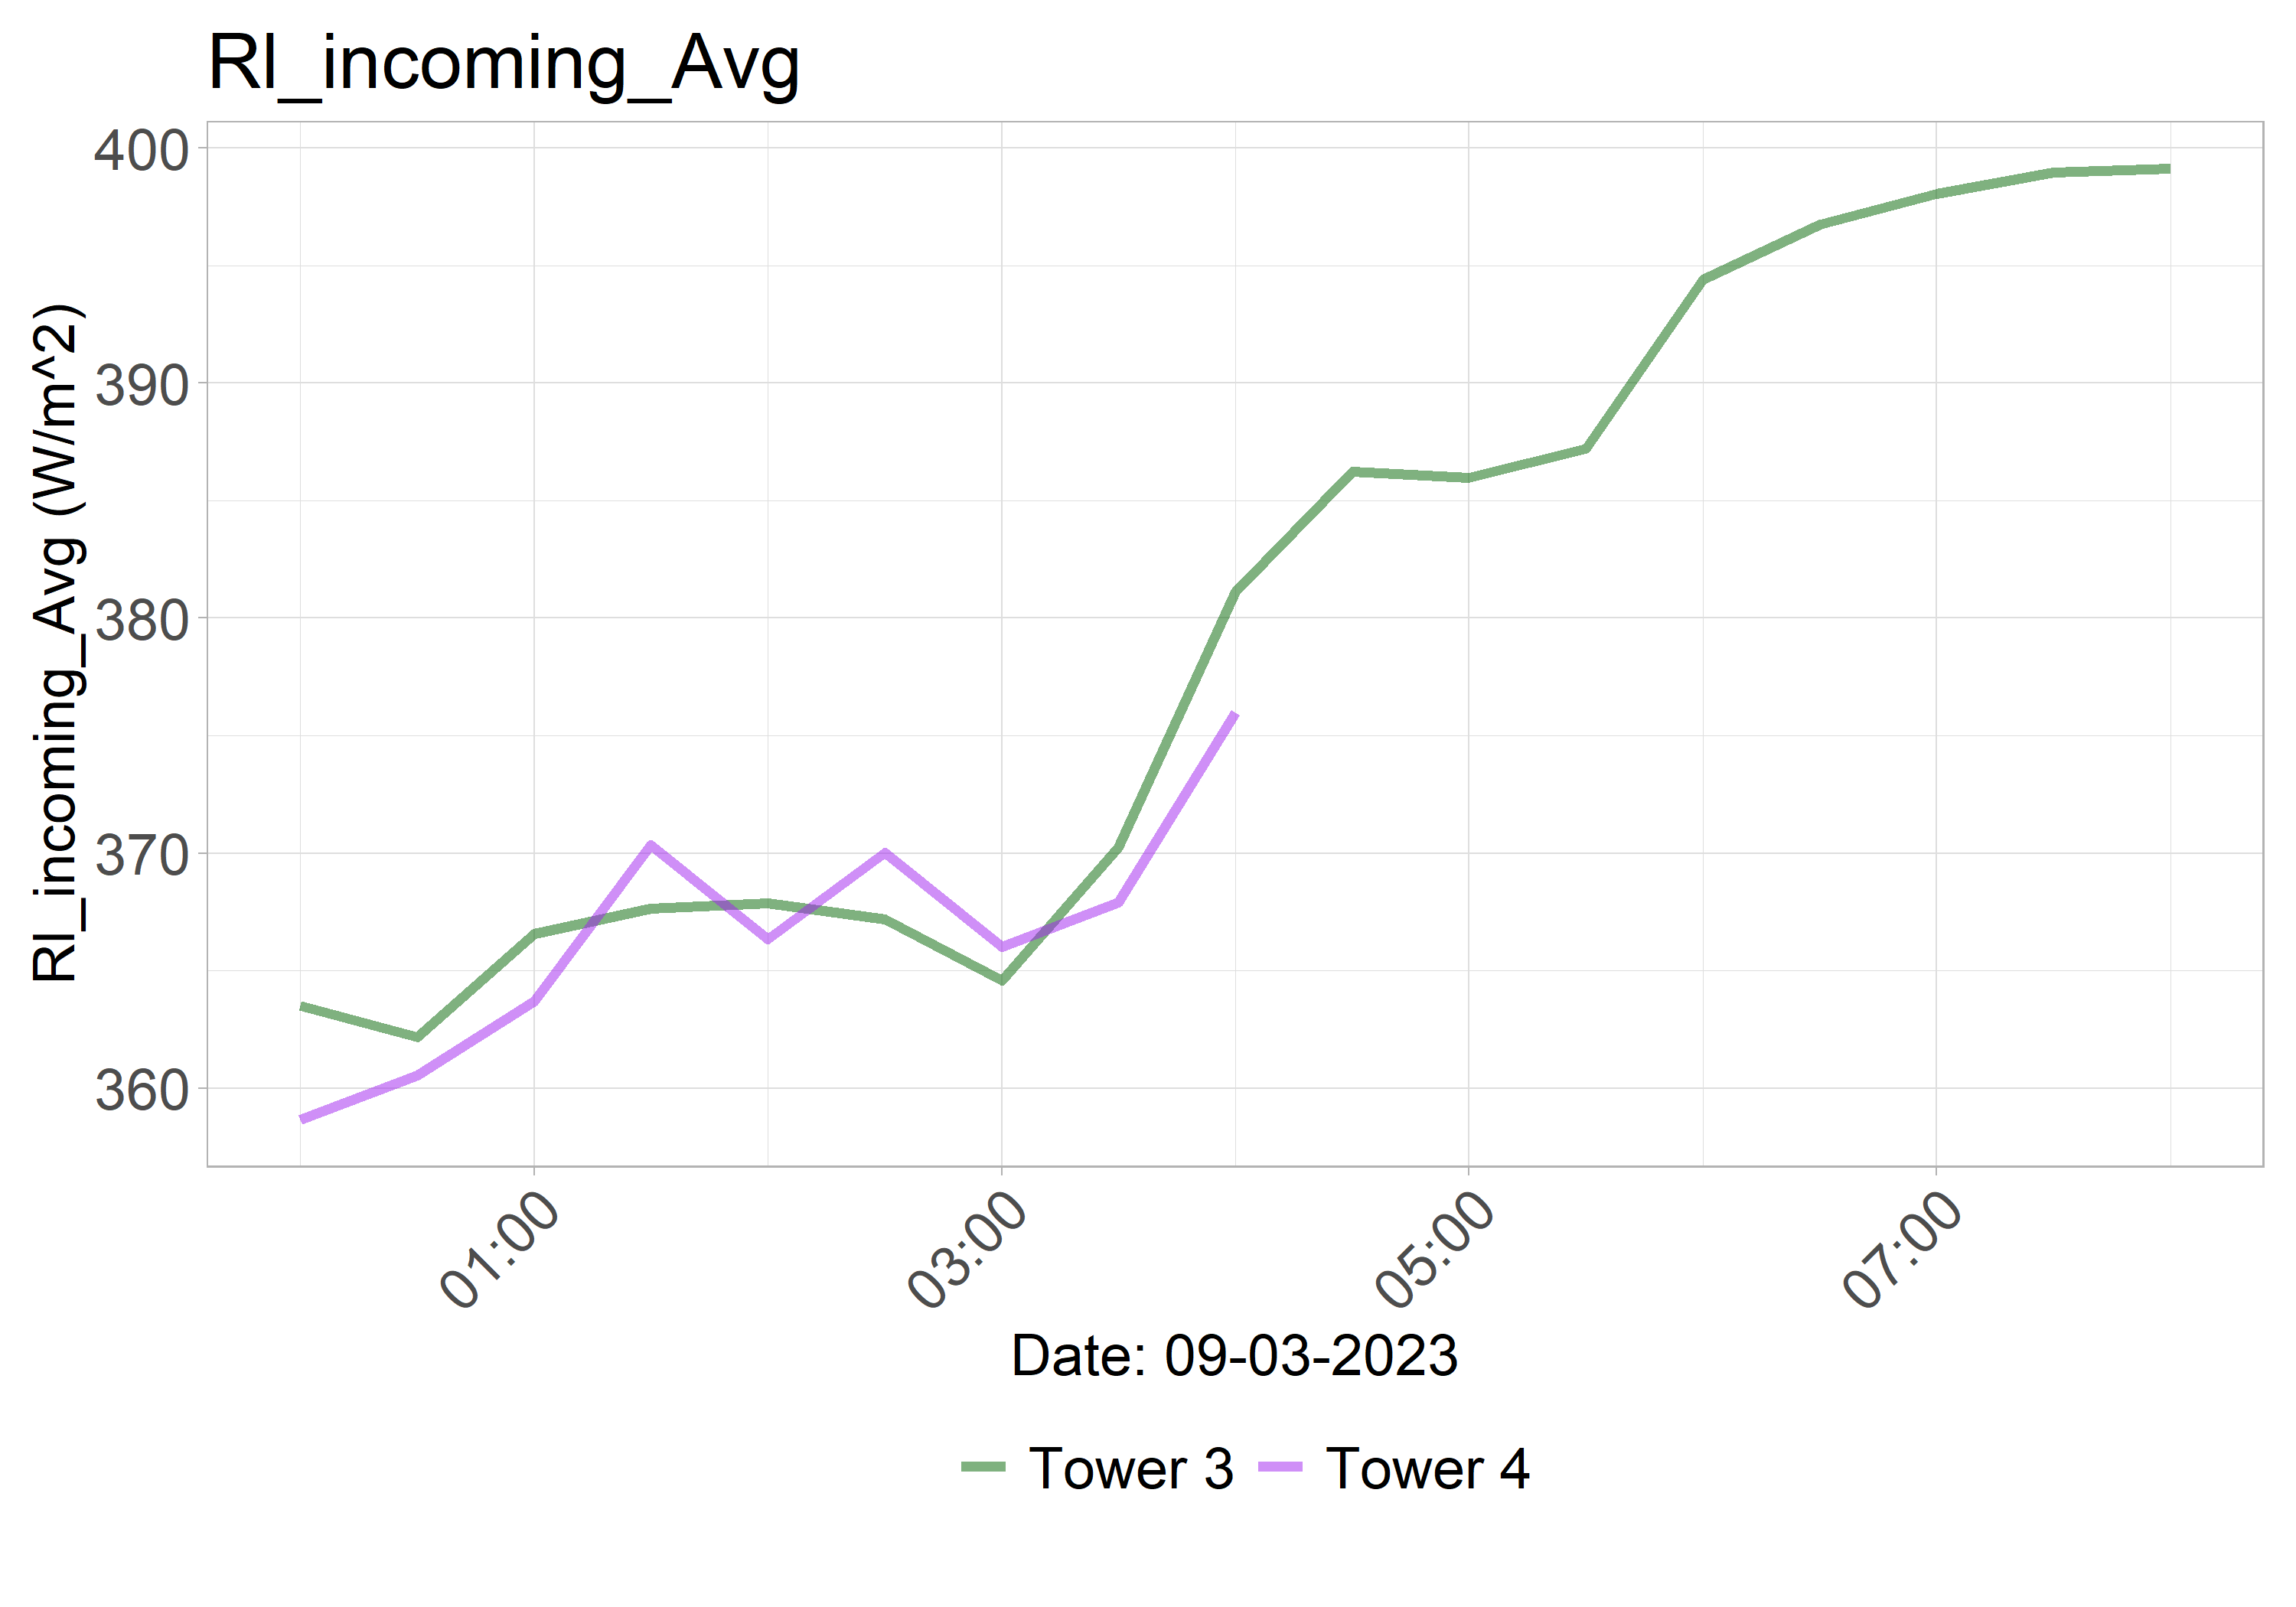 Rl_incoming_Avg
Rl_incoming_Avg (W/m^2)
400
390
380
370
360
01:00
03:00
05:00
07:00
Date: 09-03-2023
Tower 3
Tower 4